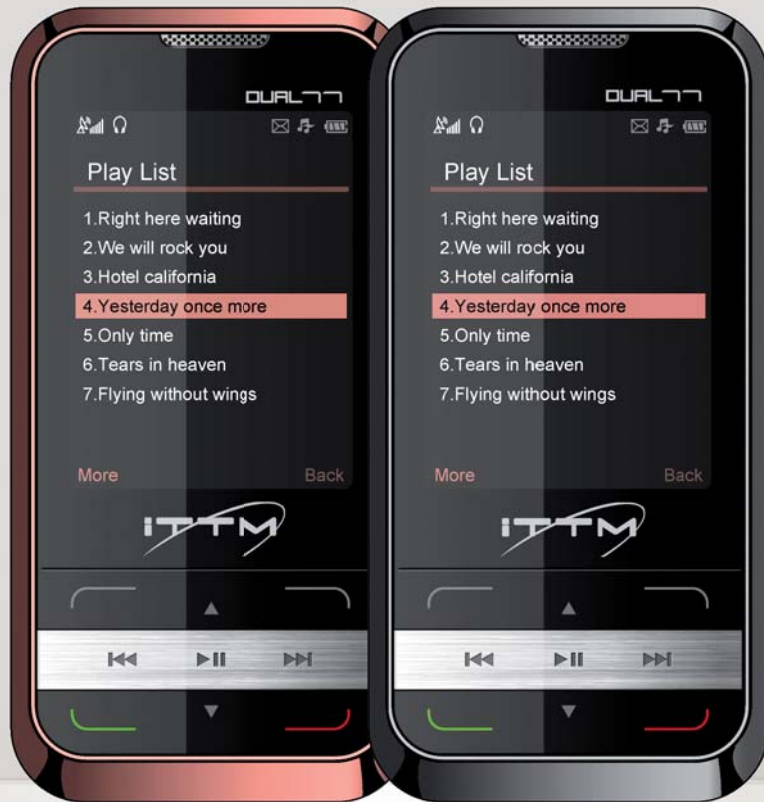 DUAL77
Play List
1.Right here waiting
2.We will rock you
3.Hotel california
4.Yesterday once more
5.Only time
6.Tears in heaven
7.Flying without wings
More Back
iTTM
DUAL77
Play List
1.Right here waiting
2.We will rock you
3.Hotel california
4.Yesterday once more
5.Only time
6.Tears in heaven
7.Flying without wings
More Back
iTTM